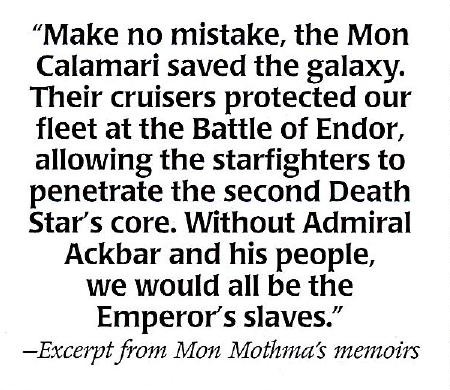 “Make no mistake, the Mon
Calamari saved the galaxy.
Their cruisers protected our
fleet at the Battle of Endor,
allowing the starfighters to
penetrate the second Death
Star’s core. Without Admiral
Ackbar and his people,
we would all be the
Emperor’s slaves.”
–Excerpt from Mon Mothma’s memoirs